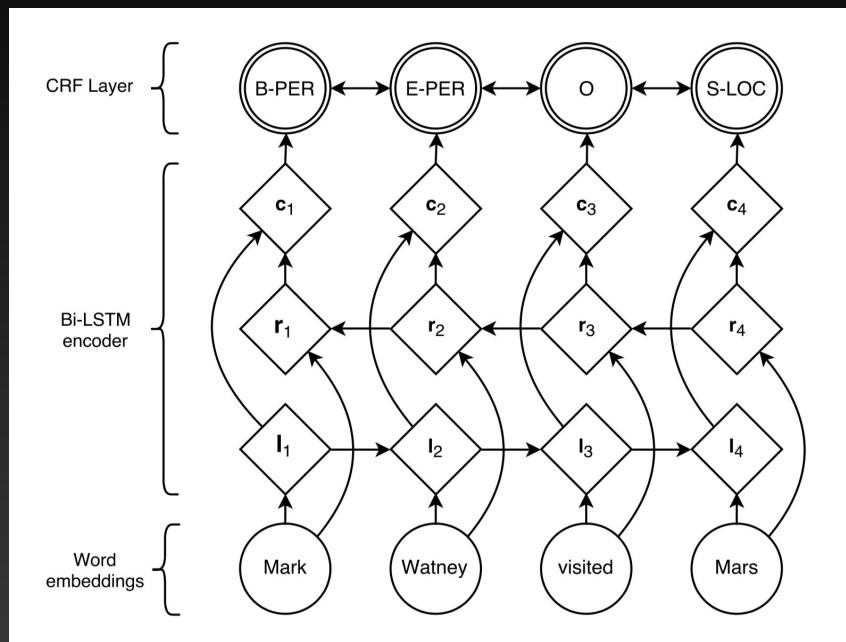 CRF Layer
B-PER
E-PER
O
S-LOC
c1
c2
c3
c4
Bi-LSTM
encoder
r1
r2
r3
r4
l1
l2
l3
l4
Word
embeddings
Mark
Watney
visited
Mars